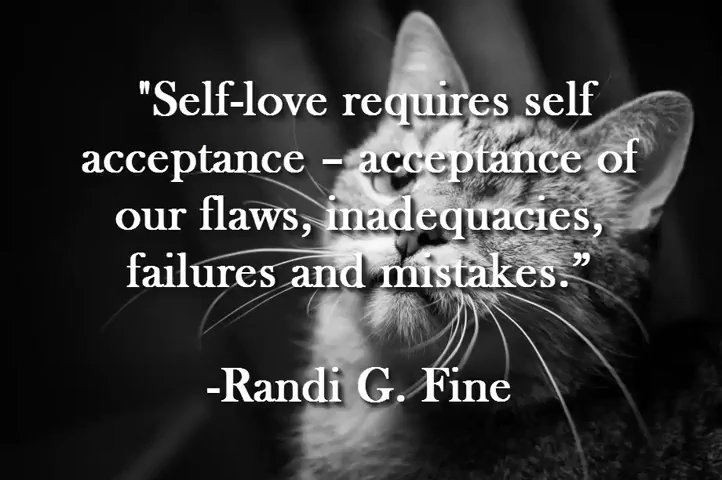 "Self-love requires self
acceptance – acceptance of
our flaws, inadequacies,
failures and mistakes.”
-Randi G. Fine